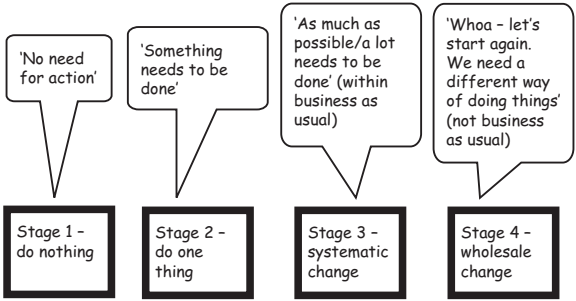 ‘No need
for action’
‘Something
needs to be
done’
‘As much as
possible/a lot
needs to be
done’ (within
business as
usual)
‘Whoa – let’s
start again.
We need a
different way
of doing things’
(not business
as usual)
Stage 1 –
do nothing
Stage 2 –
do one
thing
Stage 3 –
systematic
change
Stage 4 –
wholesale
change